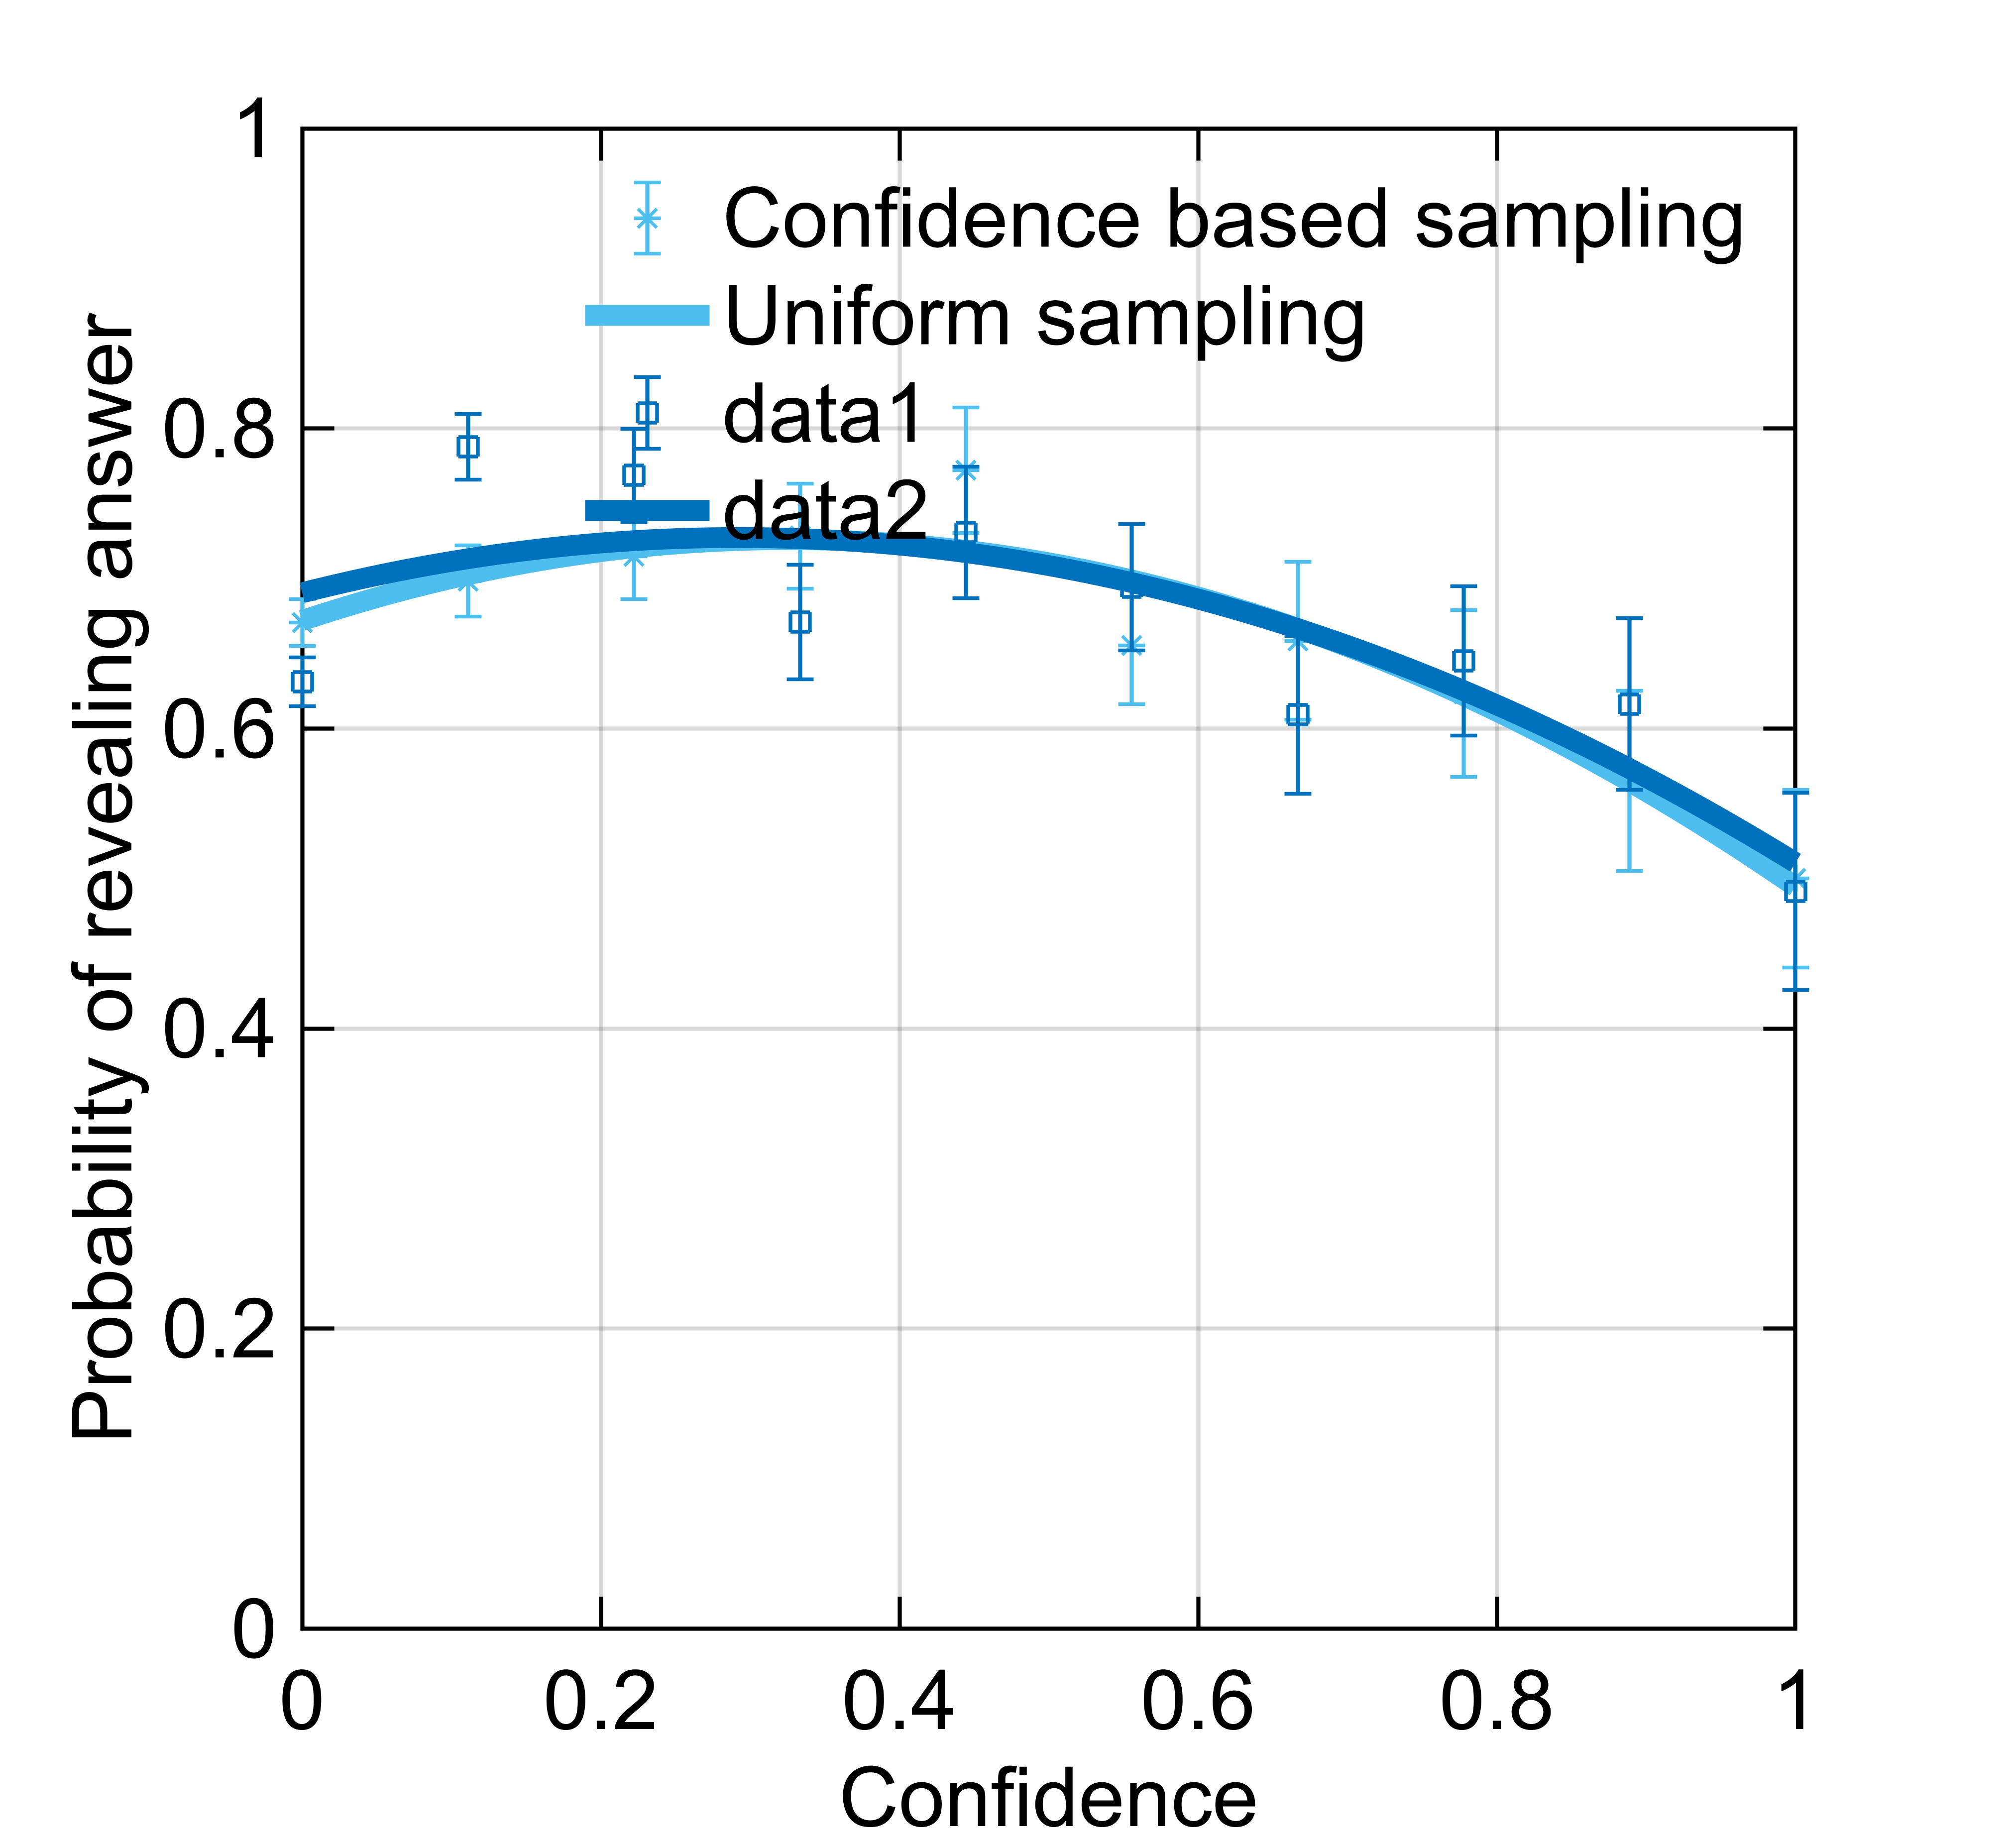 1
0.8
0.6
0.4
0.2
0
Probability of revealing answer
Confidence based sampling
Uniform sampling
data1
data2
0 0.2 0.4 0.6 0.8 1
Confidence